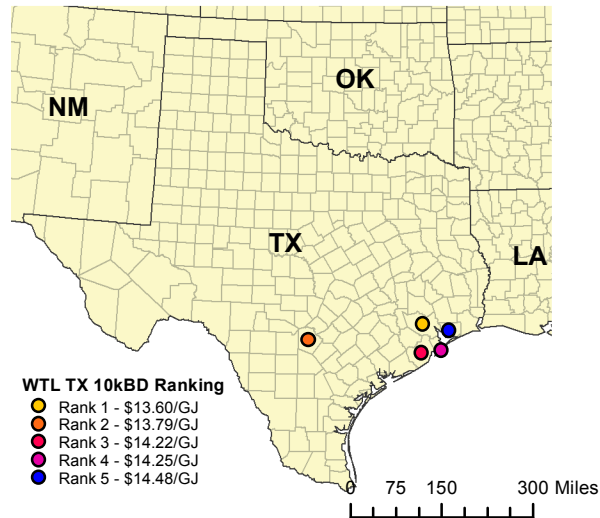 OK
NM
TX
LA
WTL TX 10kBD Ranking
Rank 1 - $13.60/GJ
Rank 2 - $13.79/GJ
Rank 3 - $14.22/GJ
Rank 4 - $14.25/GJ
Rank 5 - $14.48/GJ
0 75 150 300 Miles